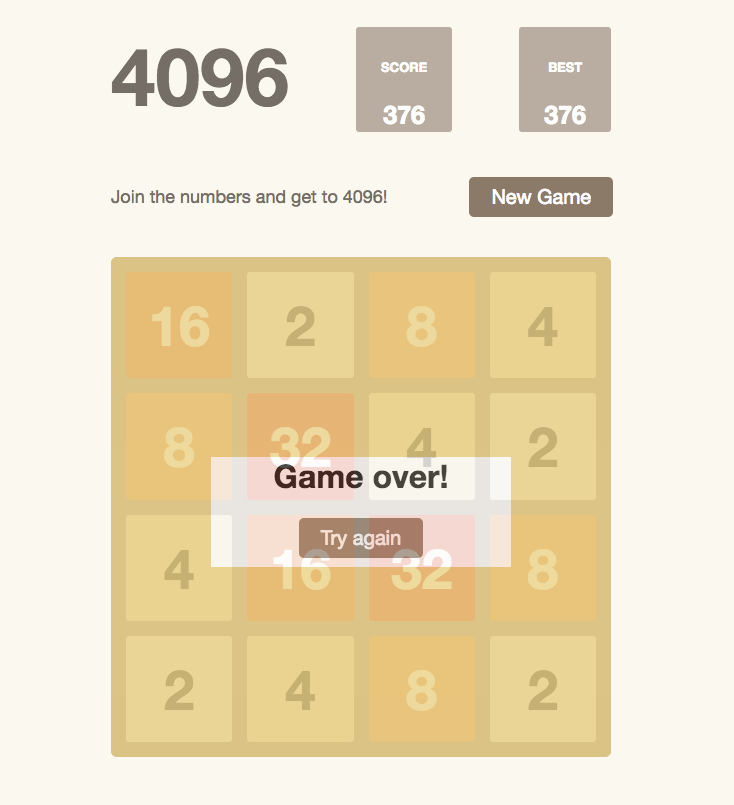 4096
SCORE
376
BEST
376
Join the numbers and get to 4096!
New Game
16 2 8 4
8 32 4 2
Game over!
Try again
4 16 32 8
2 4 8 2